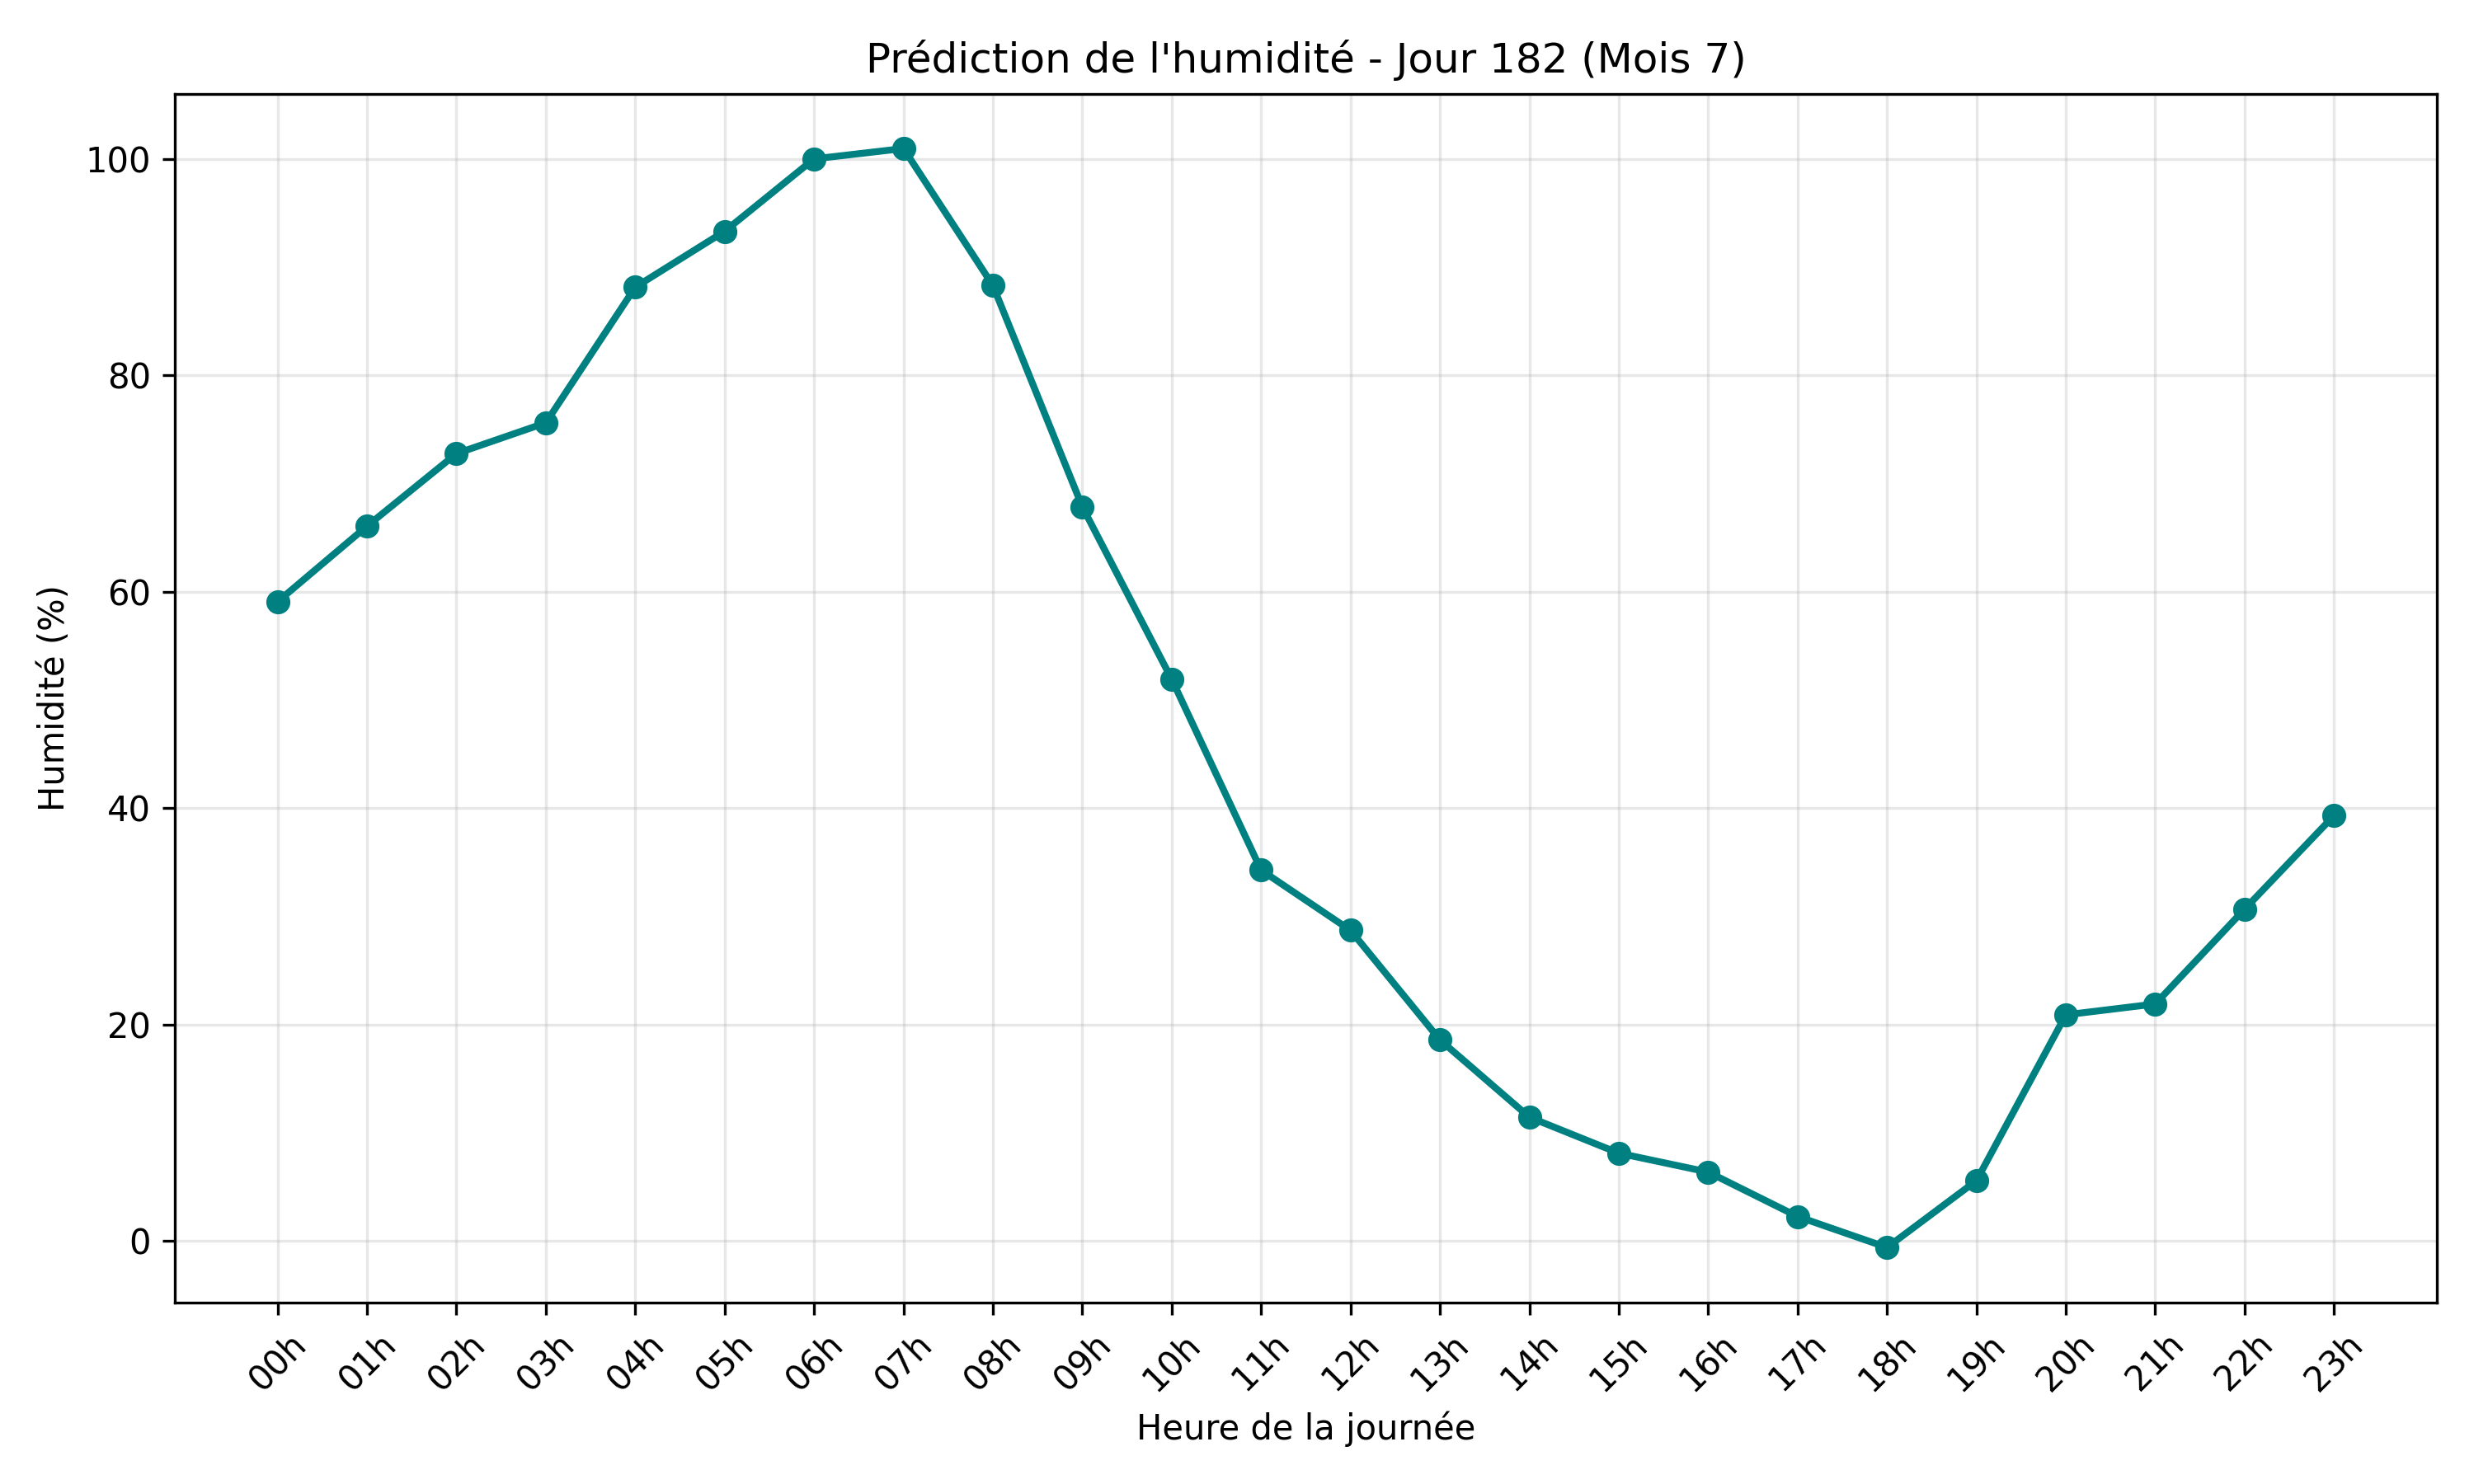 Prédiction de l'humidité - Jour 182 (Mois 7)
Humidité (%)
100
80
60
40
20
0
00h 01h 02h 03h 04h 05h 06h 07h 08h 09h 10h 11h 12h 13h 14h 15h 16h 17h 18h 19h 20h 21h 22h 23h
Heure de la journée